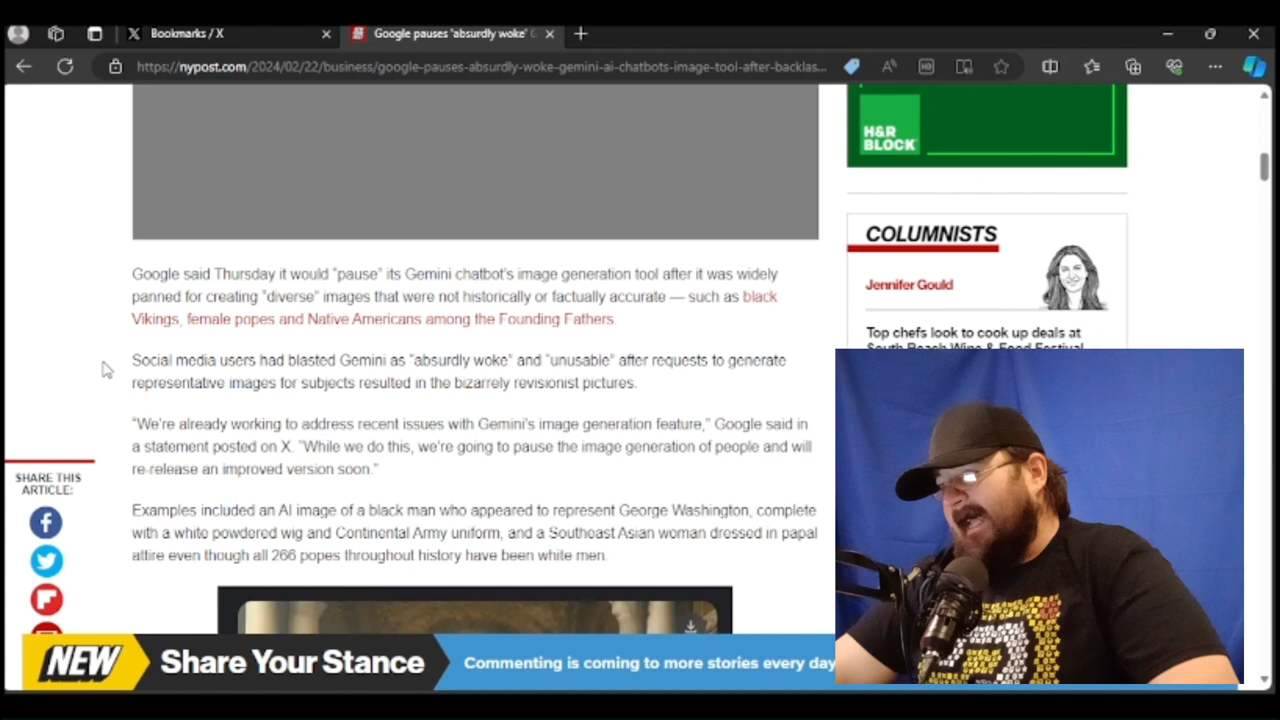 Bookmarks / X
Google pauses 'absurdly woke' G
https://nypost.com/2024/02/22/business/google-pauses-absurdly-woke-gemini-ai-chatbots-image-tool-after-backlas...
H&R
BLOCK
COLUMNISTS
Jennifer Gould
Top chefs look to cook up deals at
South Beach Wine & Food Festival
Google said Thursday it would "pause" its Gemini chatbot's image generation tool after it was widely
panned for creating "diverse" images that were not historically or factually accurate — such as black
Vikings, female popes and Native Americans among the Founding Fathers.
Social media users had blasted Gemini as "absurdly woke" and "unusable" after requests to generate
representative images for subjects resulted in the bizarrely revisionist pictures.
"We're already working to address recent issues with Gemini's image generation feature," Google said in
a statement posted on X. "While we do this, we're going to pause the image generation of people and will
re-release an improved version soon."
Examples included an AI image of a black man who appeared to represent George Washington, complete
with a white powdered wig and Continental Army uniform, and a Southeast Asian woman dressed in papal
attire even though all 266 popes throughout history have been white men.
SHARE THIS
ARTICLE:
NEW
Share Your Stance
Commenting is coming to more stories every day